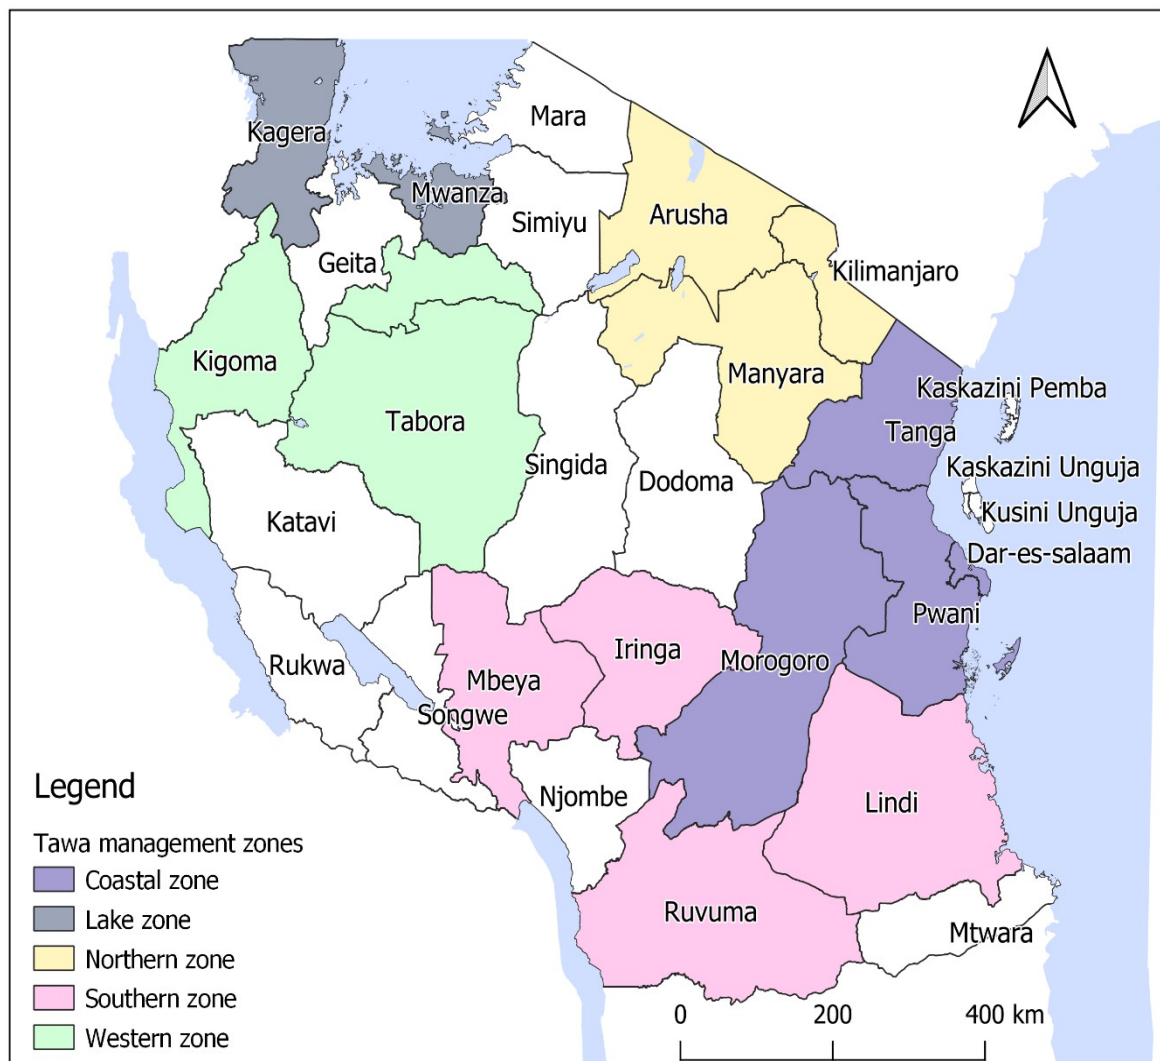 Mara
Kagera
Mwanza
Simiyu
Arusha
Geita
Kilimanjaro
Kigoma
Manyara
Kaskazini Pemba
Tabora
Tanga
Singida
Dodoma
Kaskazini Unguja
Katavi
Kusini Unguja
Dar-es-salaam
Pwani
Iringa
Rukwa
Mbeya
Morogoro
Songwe
Njombe
Lindi
Ruvuma
Mtwara
Legend
Tawa management zones
Coastal zone
Lake zone
Northern zone
Southern zone
Western zone
0 200 400 km